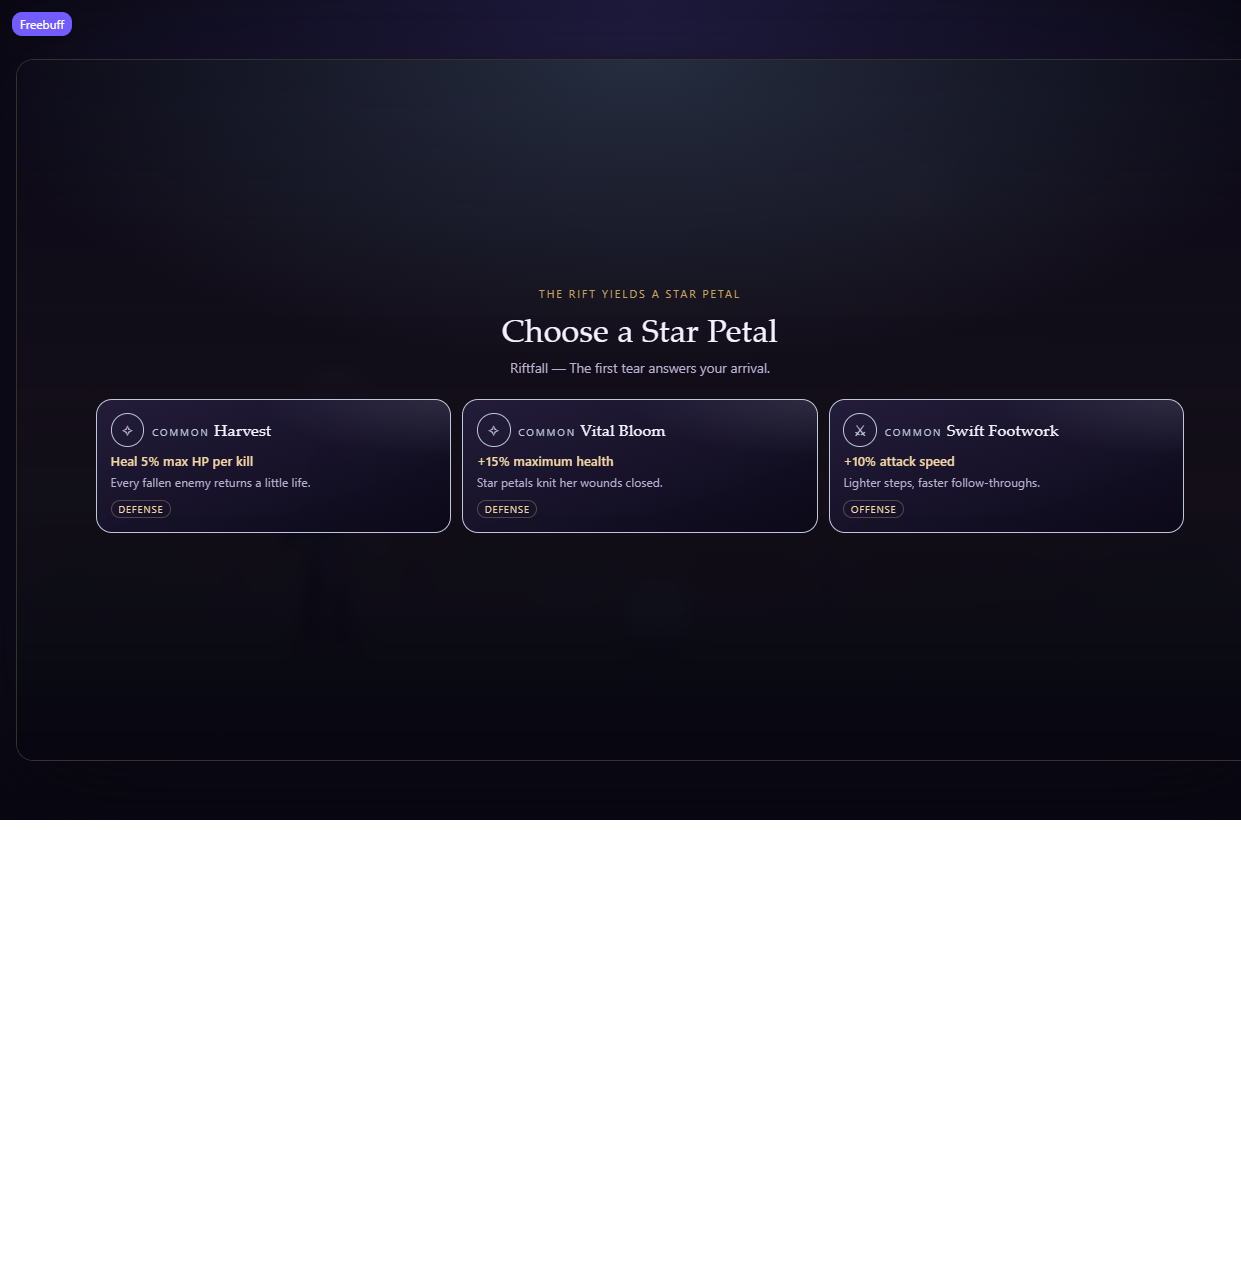 Freebuff
THE RIFT YIELDS A STAR PETAL
Choose a Star Petal
Riftfall — The first tear answers your arrival.
COMMON Harvest
Heal 5% max HP per kill
Every fallen enemy returns a little life.
DEFENSE
COMMON Vital Bloom
+15% maximum health
Star petals knit her wounds closed.
DEFENSE
COMMON Swift Footwork
+10% attack speed
Lighter steps, faster follow-throughs.
OFFENSE